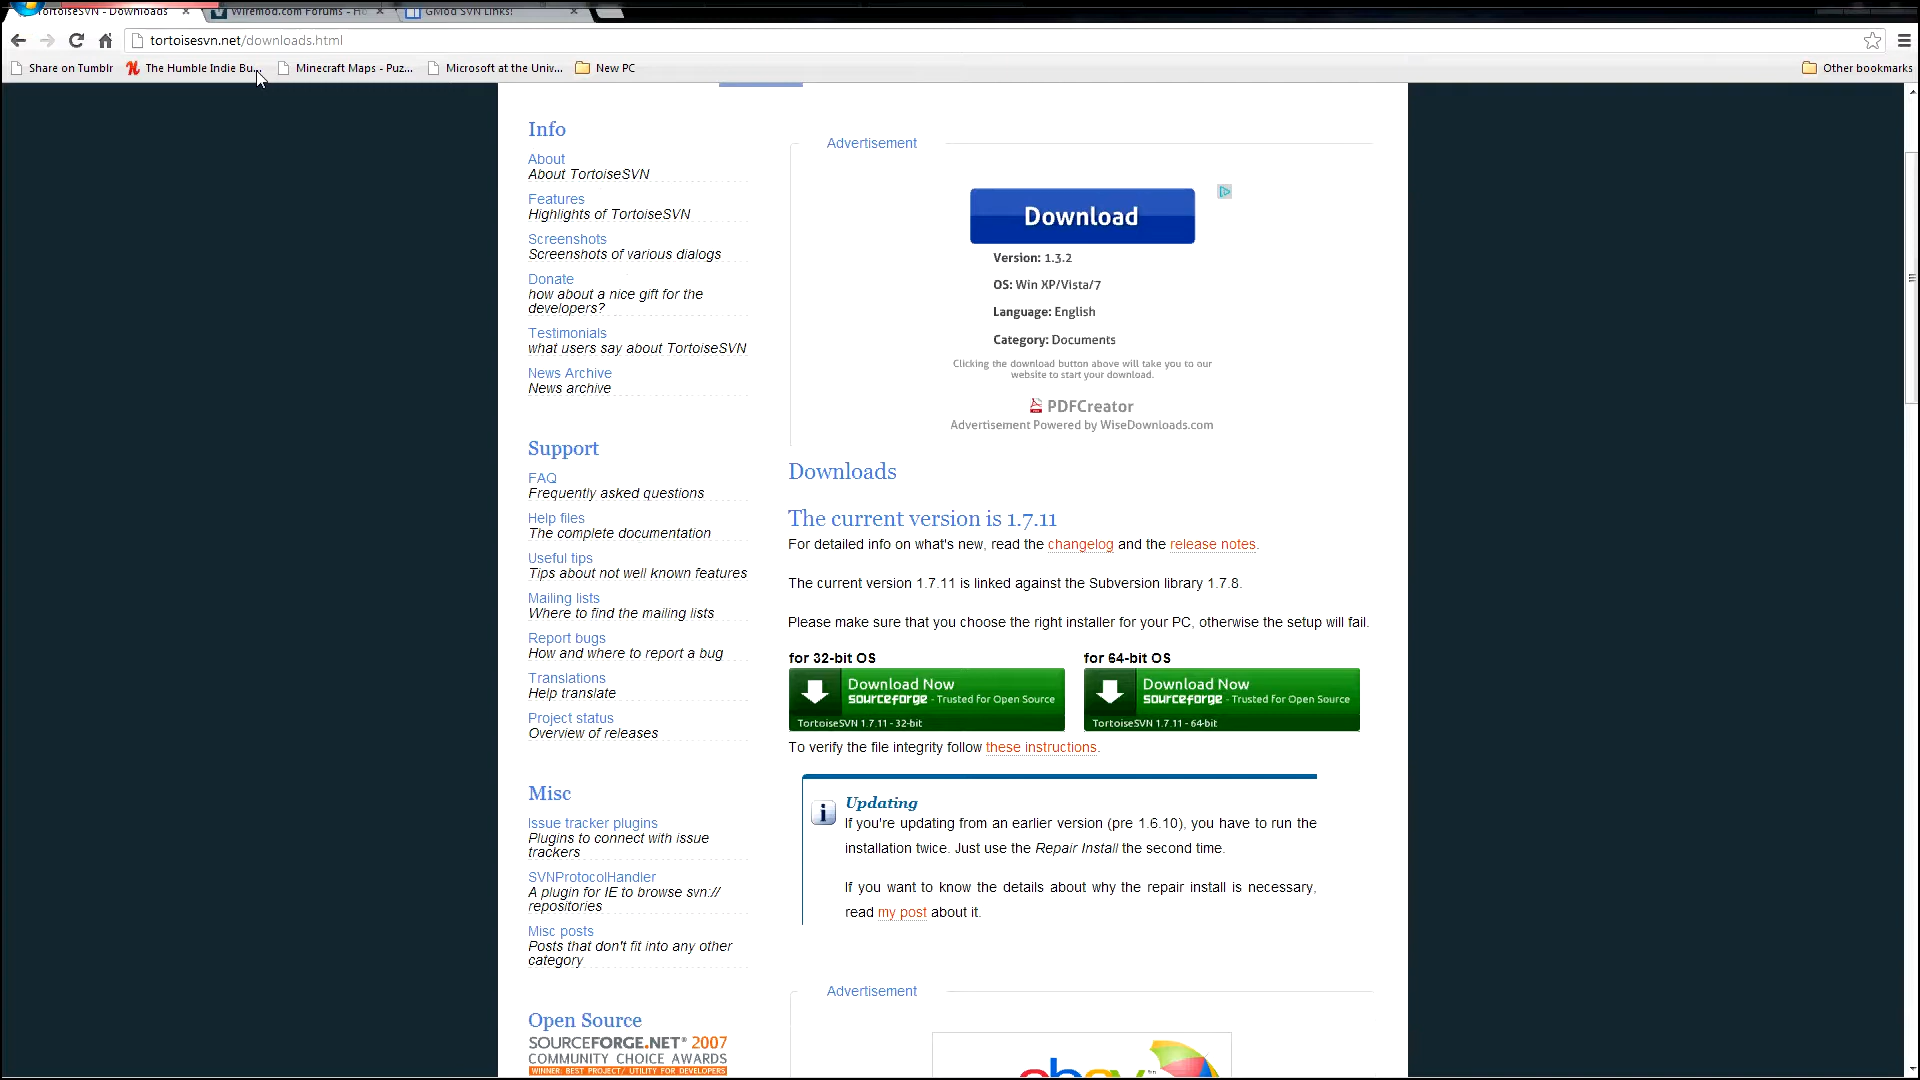 TortoiseSVN - Downloads
Wiremod.com Forums - Ho
GMod SVN Links!
tortoisesvn.net/downloads.html
Share on Tumblr
The Humble Indie Bu...
Minecraft Maps - Puz...
Microsoft at the Univ...
New PC
Other bookmarks
Info
About
About TortoiseSVN
Features
Highlights of TortoiseSVN
Screenshots
Screenshots of various dialogs
Donate
how about a nice gift for the
developers?
Testimonials
what users say about TortoiseSVN
News Archive
News archive
Support
FAQ
Frequently asked questions
Help files
The complete documentation
Useful tips
Tips about not well known features
Mailing lists
Where to find the mailing lists
Report bugs
How and where to report a bug
Translations
Help translate
Project status
Overview of releases
Misc
Issue tracker plugins
Plugins to connect with issue
trackers
SVNProtocolHandler
A plugin for IE to browse svn://
repositories
Misc posts
Posts that don't fit into any other
category
Open Source
SOURCEFORGE.NET® 2007
COMMUNITY CHOICE AWARDS
WINNER: BEST PROJECT/ UTILITY FOR DEVELOPERS
Advertisement
Download
Version: 1.3.2
OS: Win XP/Vista/7
Language: English
Category: Documents
Clicking the download button above will take you to our
website to start your download.
PDFCreator
Advertisement Powered by WiseDownloads.com
Downloads
The current version is 1.7.11
For detailed info on what's new, read the changelog and the release notes.
The current version 1.7.11 is linked against the Subversion library 1.7.8.
Please make sure that you choose the right installer for your PC, otherwise the setup will fail.
for 32-bit OS
Download Now
sourceforge - Trusted for Open Source
TortoiseSVN 1.7.11 - 32-bit
for 64-bit OS
Download Now
sourceforge - Trusted for Open Source
TortoiseSVN 1.7.11 - 64-bit
To verify the file integrity follow these instructions.
Updating
If you're updating from an earlier version (pre 1.6.10), you have to run the
installation twice. Just use the Repair Install the second time.
If you want to know the details about why the repair install is necessary,
read my post about it.
Advertisement
ebay